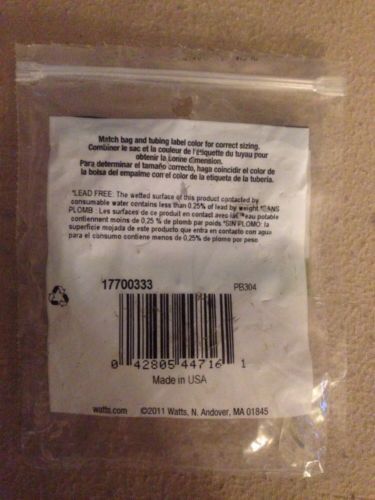 Match bag and tubing label color for correct sizing.
Combiner le sac et la couleur de l'étiquette du tuyau pour
obtenir la bonne dimension.
Para determinar el tamaño correcto, haga coincidir el color de
la bolsa del empalme con el color de la etiqueta de la tubería.
*LEAD FREE: The wetted surface of this product contacted by
consumable water contains less than 0.25% of lead by weight *SANS
PLOMB : Les surfaces de ce produit en contact avec l'eau potable
contiennent moins de 0,25 % de plomb par poids *SIN PLOMO: la
superficie mojada de este producto que entra en contacto con agua
para el consumo contiene menos de 0,25% de plomo por peso
17700333 PB304
0 42805 44716 1
Made in USA
watts.com ©2011 Watts, N. Andover, MA 01845